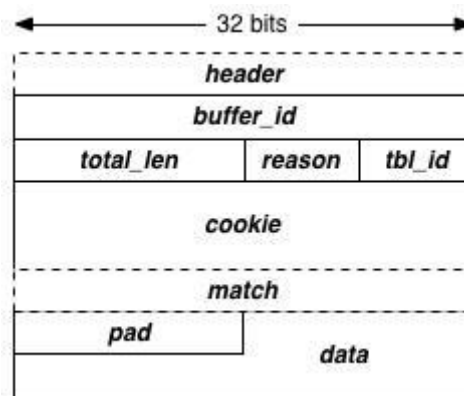 32 bits
header
buffer_id
total_len reason tbl_id
cookie
match
pad
data